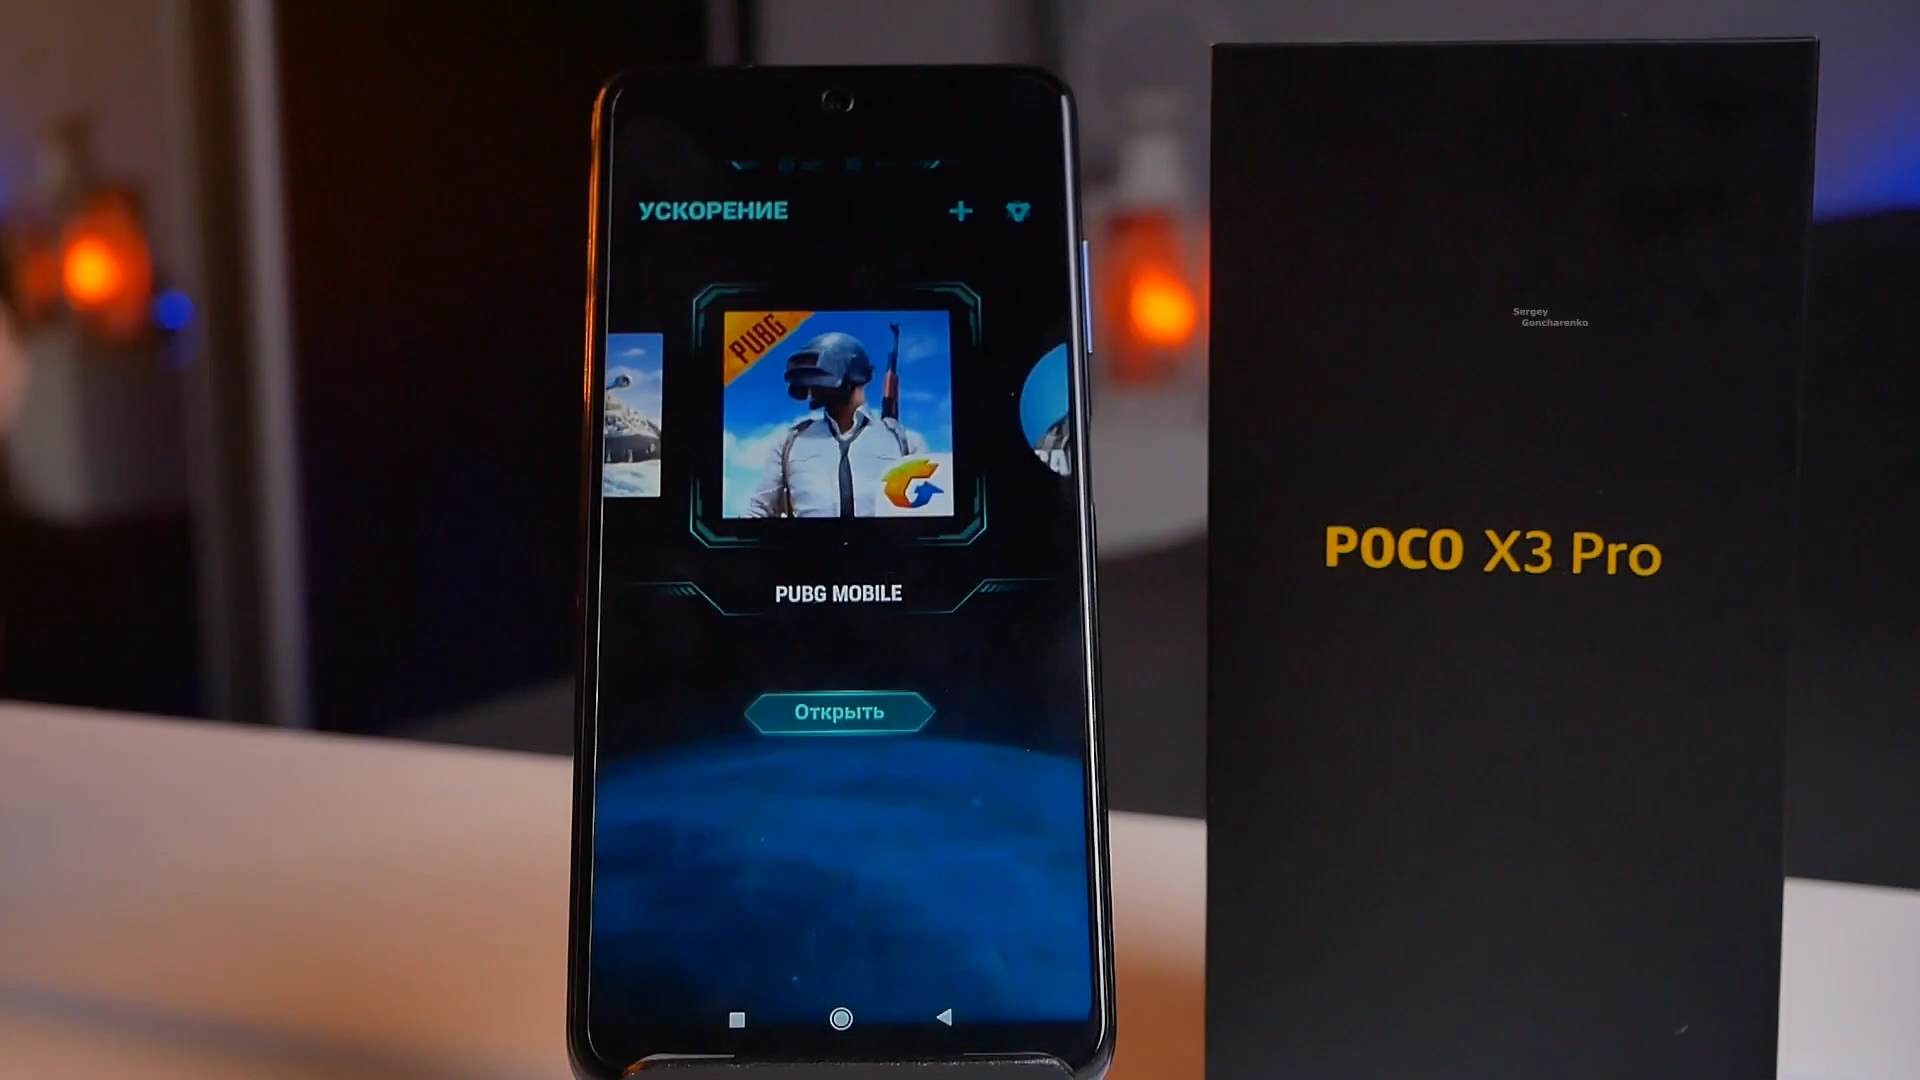 УСКОРЕНИЕ
PUBG
PUBG MOBILE
Открыть
Sergey
Goncharenko
POCO X3 Pro